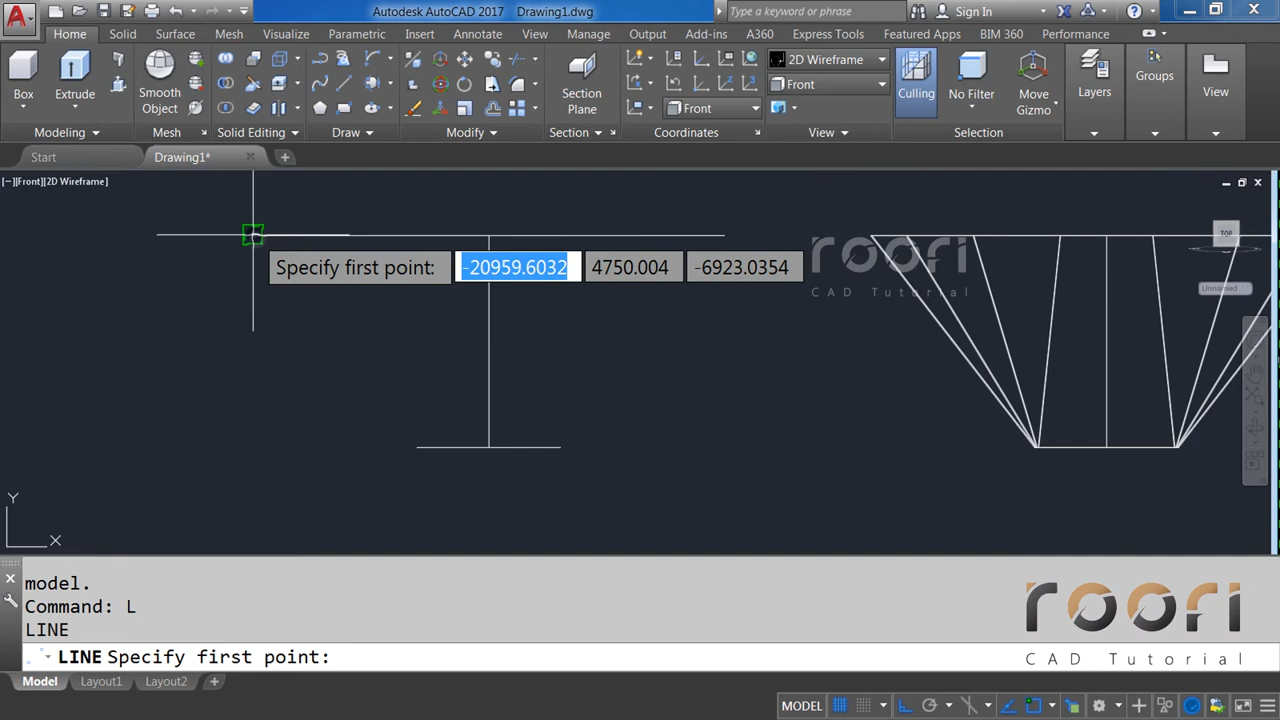 Autodesk AutoCAD 2017 Drawing1.dwg
Type a keyword or phrase
Sign In
Home Solid Surface Mesh Visualize Parametric Insert Annotate View Manage Output Add-ins A360 Express Tools Featured Apps BIM 360 Performance
Box
Extrude
Smooth
Object
Section
Plane
2D Wireframe
Front
Front
Culling
No Filter
Move
Gizmo
Layers
Groups
View
Modeling
Mesh
Solid Editing
Draw
Modify
Section
Coordinates
View
Selection
Start
Drawing1*
[−][Front][2D Wireframe]
TOP
Unnamed
Specify first point: -20959.6032 4750.004 -6923.0354
roori
CAD Tutorial
Y
X
model.
Command: L
LINE
LINE Specify first point:
roori
CAD Tutorial
Model Layout1 Layout2
MODEL